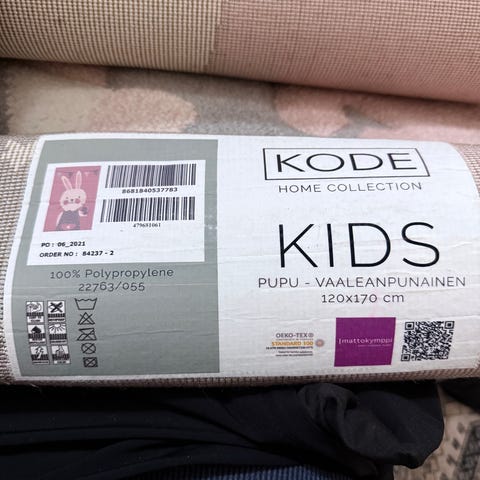 8681840537783
479681061
PO : 06_2021
ORDER NO : 84237 - 2
100% Polypropylene
22763/055
KODE
HOME COLLECTION
KIDS
PUPU - VAALEANPUNAINEN
120x170 cm
OEKO-TEX®
STANDARD 100
[mattokymppi